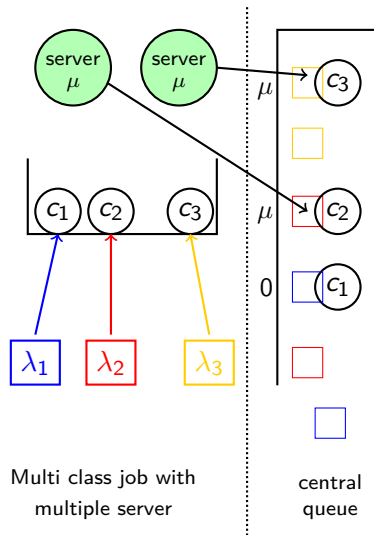 server
μ
server
μ
c₁
c₂
c₃
λ₁
λ₂
λ₃
Multi class job with
multiple server
μ
c₃
μ
c₂
0
c₁
central
queue